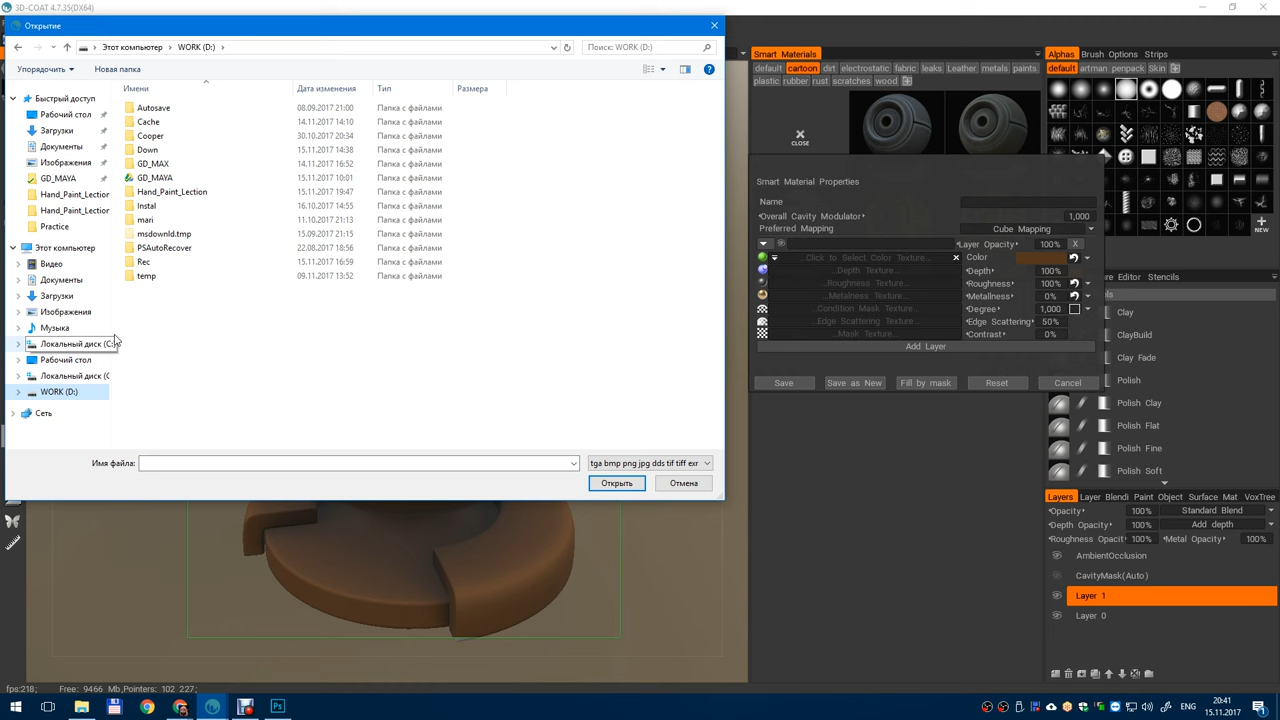 3D-COAT 4.7.35(DX64)
Открытие
Этот компьютер › WORK (D:) ›
Поиск: WORK (D:)
Упорядочить
Новая папка
Имени Дата изменения Тип Размера
Autosave 08.09.2017 21:00 Папка с файлами
Cache 14.11.2017 14:10 Папка с файлами
Cooper 30.10.2017 20:34 Папка с файлами
Down 15.11.2017 14:38 Папка с файлами
GD_MAX 14.11.2017 16:52 Папка с файлами
GD_MAYA 15.11.2017 10:01 Папка с файлами
Hand_Paint_Lection 15.11.2017 19:47 Папка с файлами
Instal 16.10.2017 14:55 Папка с файлами
mari 11.10.2017 21:13 Папка с файлами
msdownld.tmp 15.09.2017 21:15 Папка с файлами
PSAutoRecover 22.08.2017 18:56 Папка с файлами
Rec 15.11.2017 16:59 Папка с файлами
temp 09.11.2017 13:52 Папка с файлами
Быстрый доступ
Рабочий стол
Загрузки
Документы
Изображения
GD_MAYA
Hand_Paint_Lection
Hand_Paint_Lection
Practice
Этот компьютер
Видео
Документы
Загрузки
Изображения
Музыка
Локальный диск (C:)
Рабочий стол
Локальный диск (C
WORK (D:)
Сеть
Имя файла:
tga bmp png jpg dds tif tiff exr
Открыть
Отмена
Smart Materials
default cartoon dirt electrostatic fabric leaks Leather metals paints
plastic rubber rust scratches wood
CLOSE
Smart Material Properties
Name
Overall Cavity Modulator 1,000
Preferred Mapping Cube Mapping
Layer Opacity 100% X
...Click to Select Color Texture... Color
...Depth Texture... Depth 100%
...Roughness Texture... Roughness 100%
...Metalness Texture... Metallness 0%
...Condition Mask Texture... Degree 1,000
...Edge Scattering Texture... Edge Scattering 50%
...Mask Texture... Contrast 0%
Add Layer
Save Save as New Fill by mask Reset Cancel
Alphas Brush Options Strips
default artman penpack Skin
NEW
Editor Stencils
Clay
ClayBuild
Clay Fade
Polish
Polish Clay
Polish Flat
Polish Fine
Polish Soft
Layers Layer Blendi Paint Object Surface Mat VoxTree
Opacity 100% Standard Blend
Depth Opacity 100% Add depth
Roughness Opacit 100% Metal Opacity 100%
AmbientOcclusion
CavityMask(Auto)
Layer 1
Layer 0
fps:218; Free: 9466 Mb,Pointers: 102 227;
Ps
ENG
20:41
15.11.2017
1